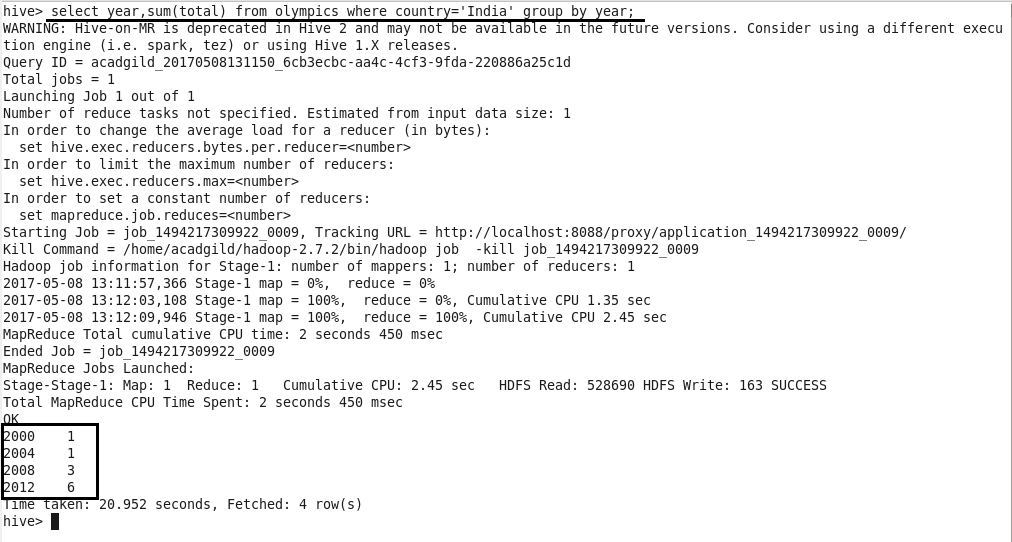 hive> select year,sum(total) from olympics where country='India' group by year;
WARNING: Hive-on-MR is deprecated in Hive 2 and may not be available in the future versions. Consider using a different execu
tion engine (i.e. spark, tez) or using Hive 1.X releases.
Query ID = acadgild_20170508131150_6cb3ecbc-aa4c-4cf3-9fda-220886a25c1d
Total jobs = 1
Launching Job 1 out of 1
Number of reduce tasks not specified. Estimated from input data size: 1
In order to change the average load for a reducer (in bytes):
  set hive.exec.reducers.bytes.per.reducer=<number>
In order to limit the maximum number of reducers:
  set hive.exec.reducers.max=<number>
In order to set a constant number of reducers:
  set mapreduce.job.reduces=<number>
Starting Job = job_1494217309922_0009, Tracking URL = http://localhost:8088/proxy/application_1494217309922_0009/
Kill Command = /home/acadgild/hadoop-2.7.2/bin/hadoop job  -kill job_1494217309922_0009
Hadoop job information for Stage-1: number of mappers: 1; number of reducers: 1
2017-05-08 13:11:57,366 Stage-1 map = 0%,  reduce = 0%
2017-05-08 13:12:03,108 Stage-1 map = 100%,  reduce = 0%, Cumulative CPU 1.35 sec
2017-05-08 13:12:09,946 Stage-1 map = 100%,  reduce = 100%, Cumulative CPU 2.45 sec
MapReduce Total cumulative CPU time: 2 seconds 450 msec
Ended Job = job_1494217309922_0009
MapReduce Jobs Launched:
Stage-Stage-1: Map: 1  Reduce: 1   Cumulative CPU: 2.45 sec   HDFS Read: 528690 HDFS Write: 163 SUCCESS
Total MapReduce CPU Time Spent: 2 seconds 450 msec
OK
2000    1
2004    1
2008    3
2012    6
Time taken: 20.952 seconds, Fetched: 4 row(s)
hive>